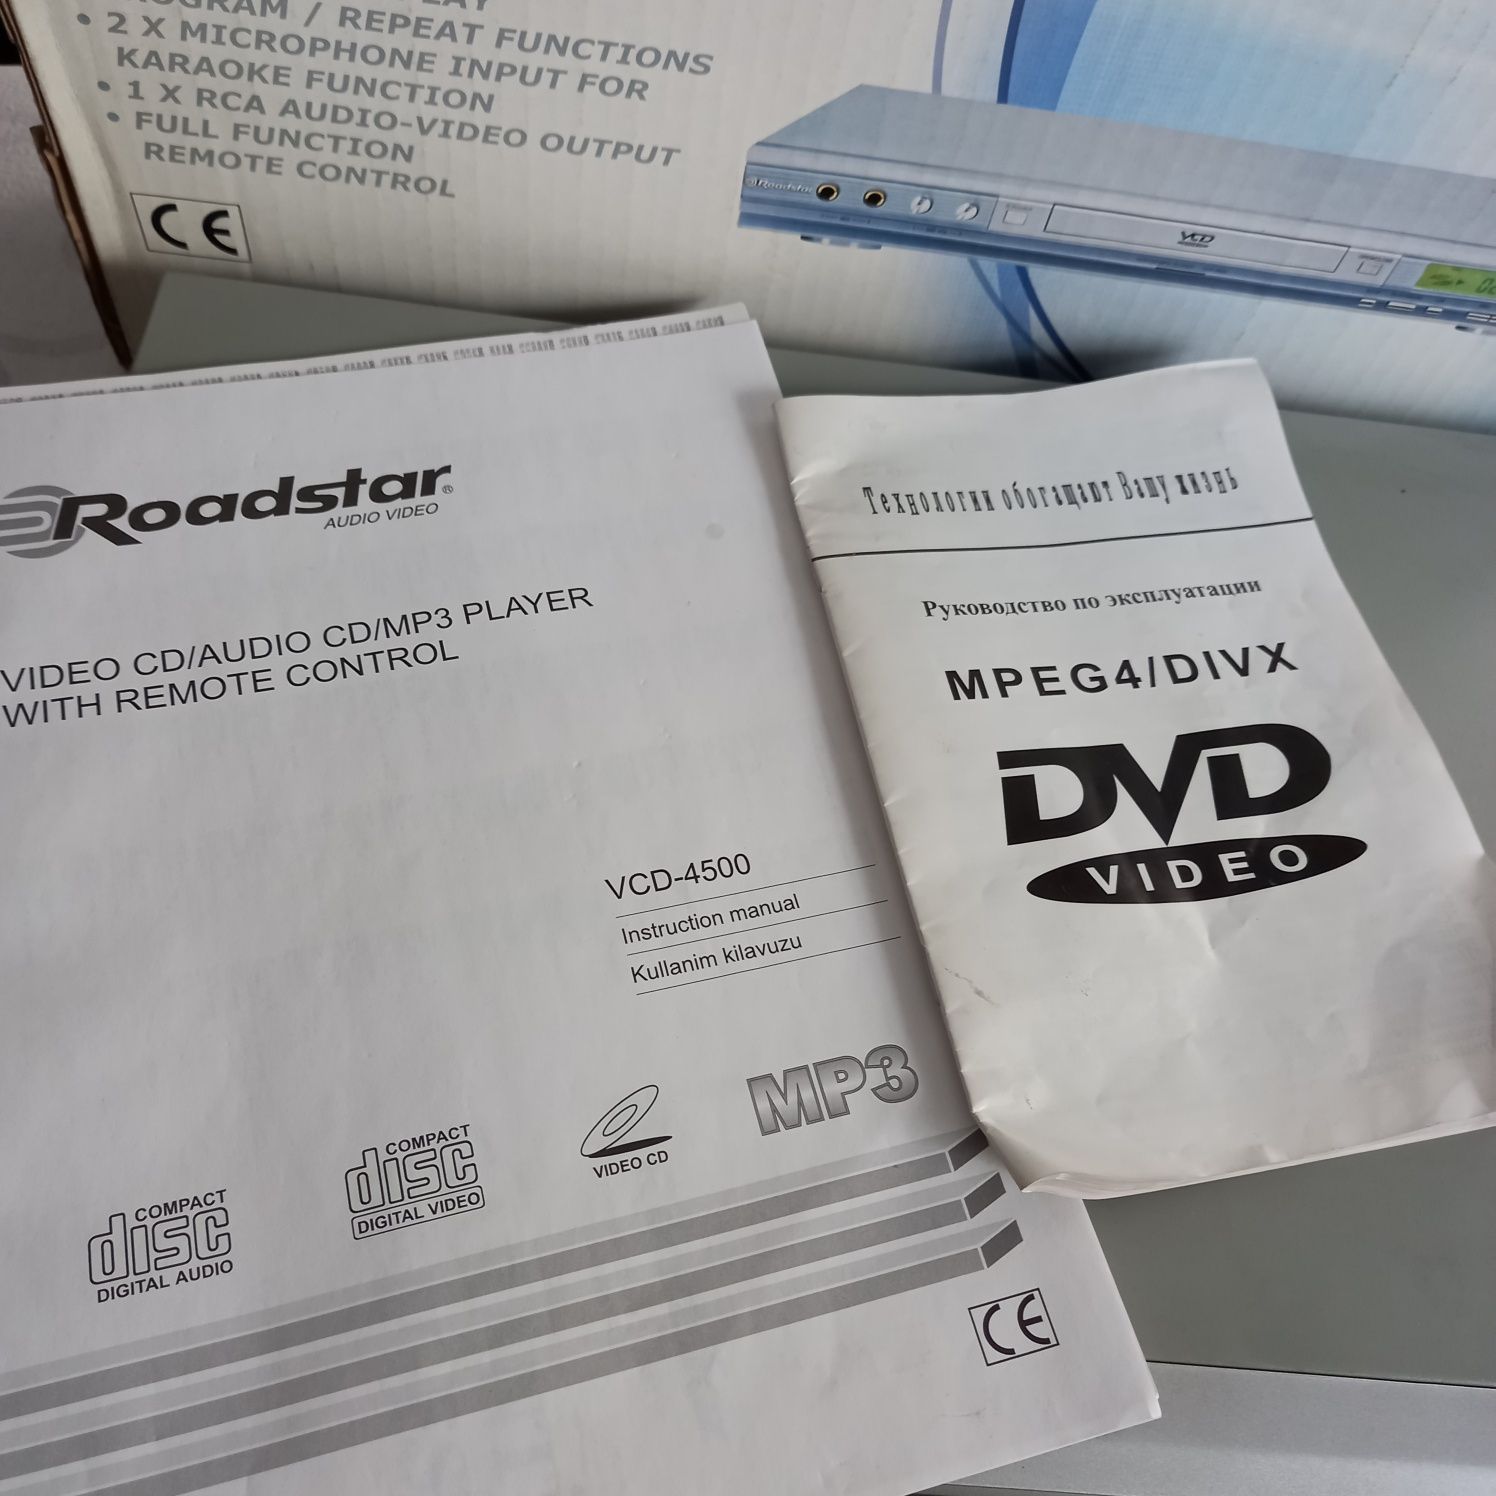 / REPEAT FUNCTIONS
• 2 X MICROPHONE INPUT FOR
KARAOKE FUNCTION
• 1 X RCA AUDIO-VIDEO OUTPUT
• FULL FUNCTION
REMOTE CONTROL
CE
Roadstar
VCD
Roadstar®
AUDIO VIDEO
VIDEO CD/AUDIO CD/MP3 PLAYER
WITH REMOTE CONTROL
VCD-4500
Instruction manual
Kullanim kilavuzu
COMPACT
disc
DIGITAL AUDIO
COMPACT
disc
DIGITAL VIDEO
VIDEO CD
MP3
CE
Технологии обогащают Вашу жизнь
Руководство по эксплуатации
MPEG4/DIVX
DVD
VIDEO